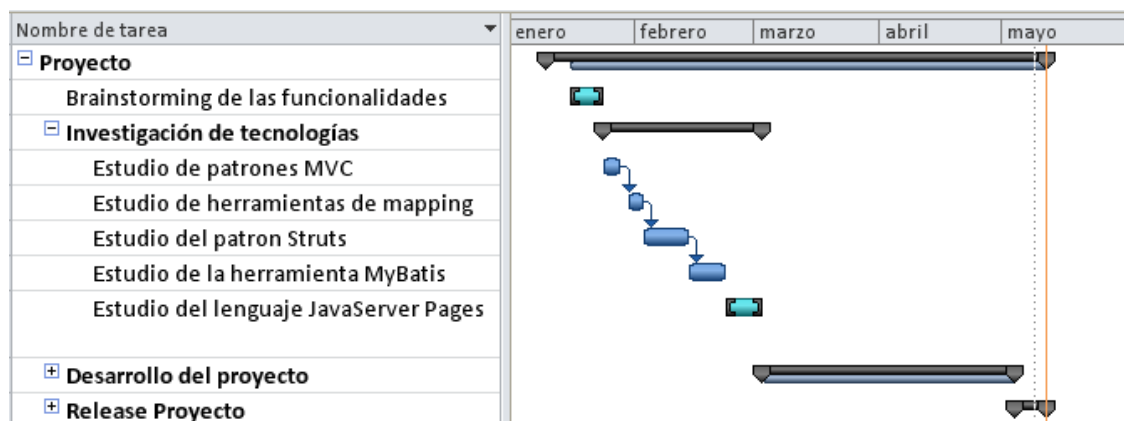 Nombre de tarea
enero febrero marzo abril mayo
Proyecto
Brainstorming de las funcionalidades
Investigación de tecnologías
Estudio de patrones MVC
Estudio de herramientas de mapping
Estudio del patron Struts
Estudio de la herramienta MyBatis
Estudio del lenguaje JavaServer Pages
Desarrollo del proyecto
Release Proyecto